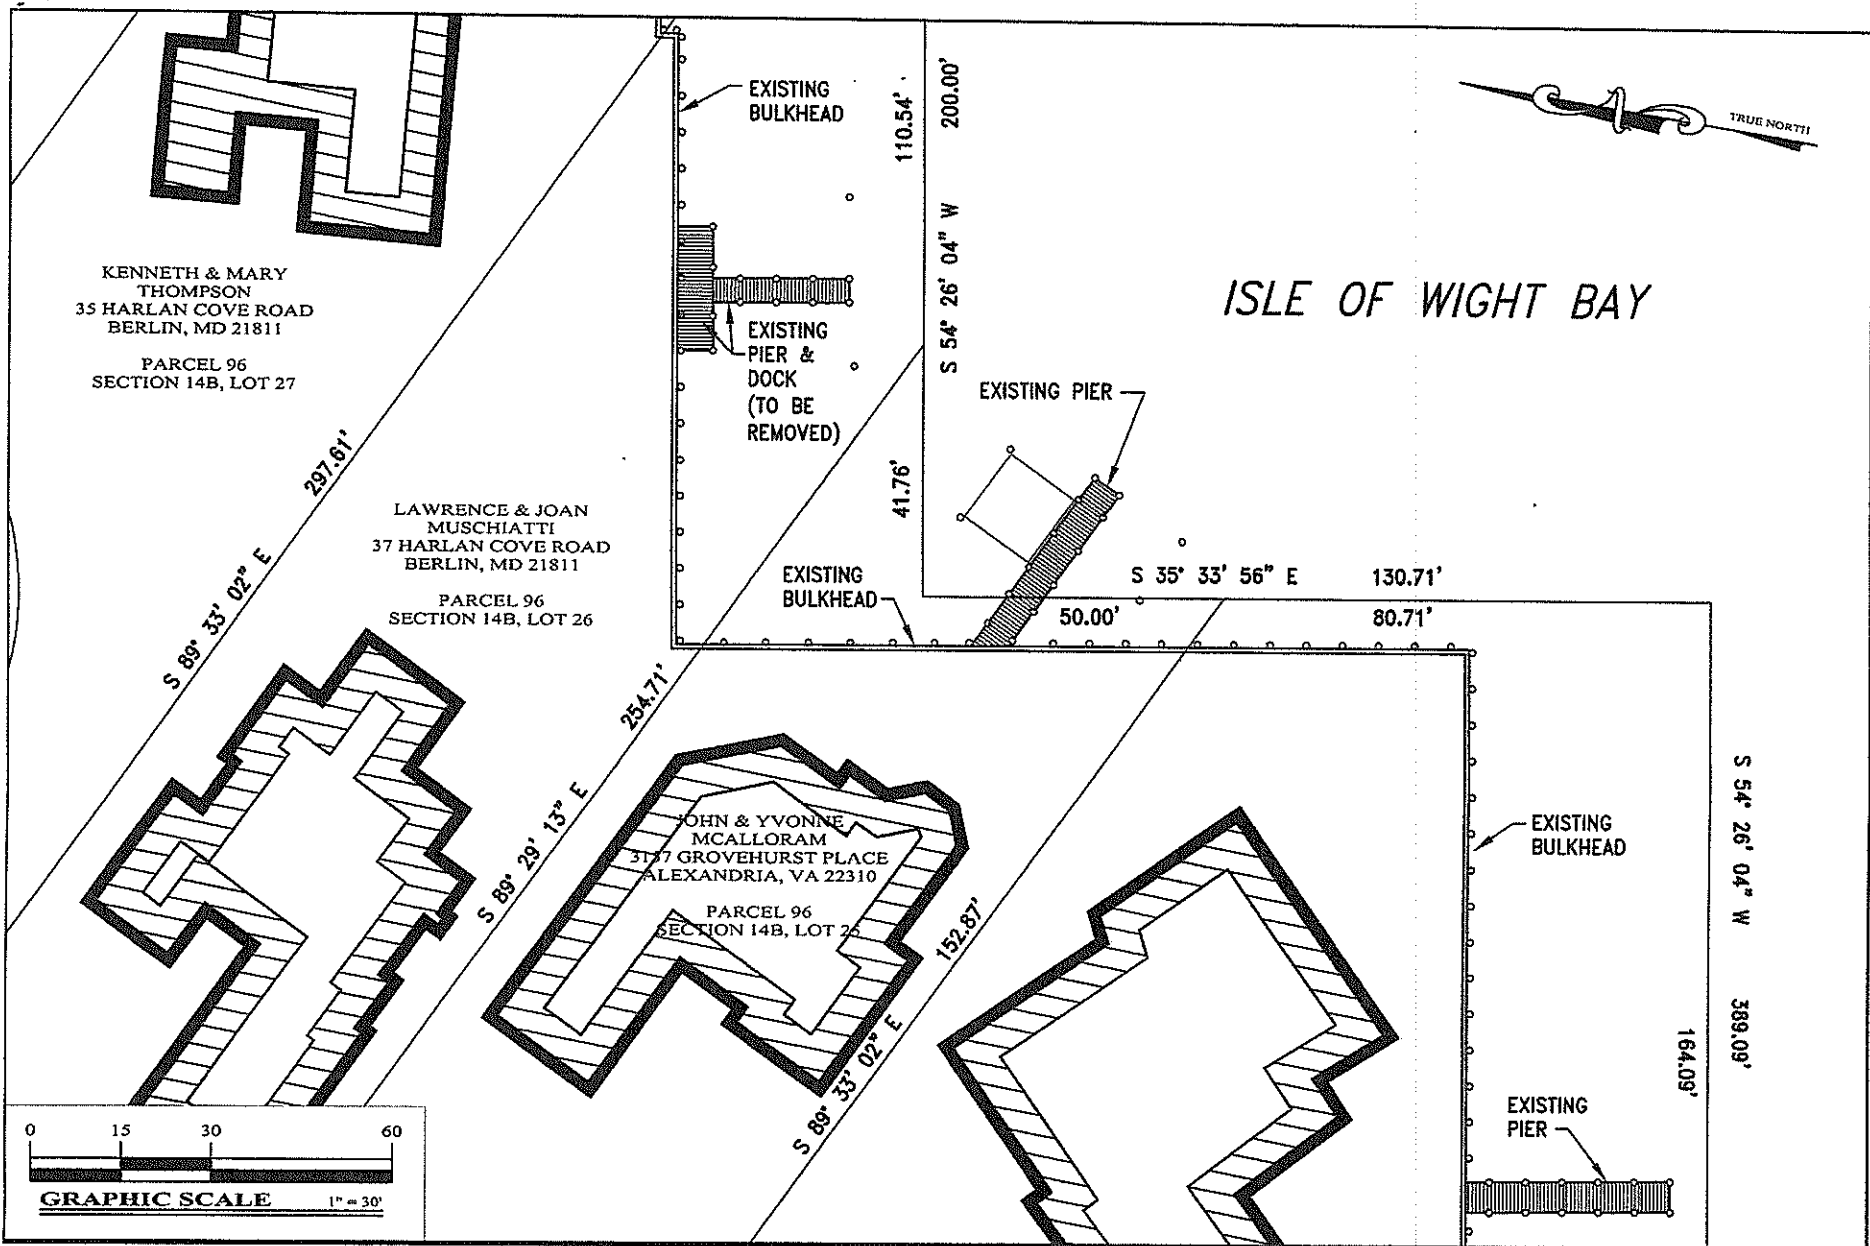 EXISTING
BULKHEAD
110.54'
200.00'
S 54° 26' 04" W
TRUE NORTH
ISLE OF WIGHT BAY
KENNETH & MARY
THOMPSON
35 HARLAN COVE ROAD
BERLIN, MD 21811
PARCEL 96
SECTION 14B, LOT 27
EXISTING
PIER &
DOCK
(TO BE
REMOVED)
EXISTING PIER
297.61'
S 89° 33' 02" E
41.76'
LAWRENCE & JOAN
MUSCHIATTI
37 HARLAN COVE ROAD
BERLIN, MD 21811
PARCEL 96
SECTION 14B, LOT 26
EXISTING
BULKHEAD
S 35° 33' 56" E 130.71'
50.00' 80.71'
254.71'
S 89° 29' 13" E
JOHN & YVONNE
MCALLORAM
3137 GROVEHURST PLACE
ALEXANDRIA, VA 22310
PARCEL 96
SECTION 14B, LOT 25
152.87'
S 89° 33' 02" E
EXISTING
BULKHEAD
S 54° 26' 04" W 389.09'
164.09'
EXISTING
PIER
0 15 30 60
GRAPHIC SCALE 1" = 30'